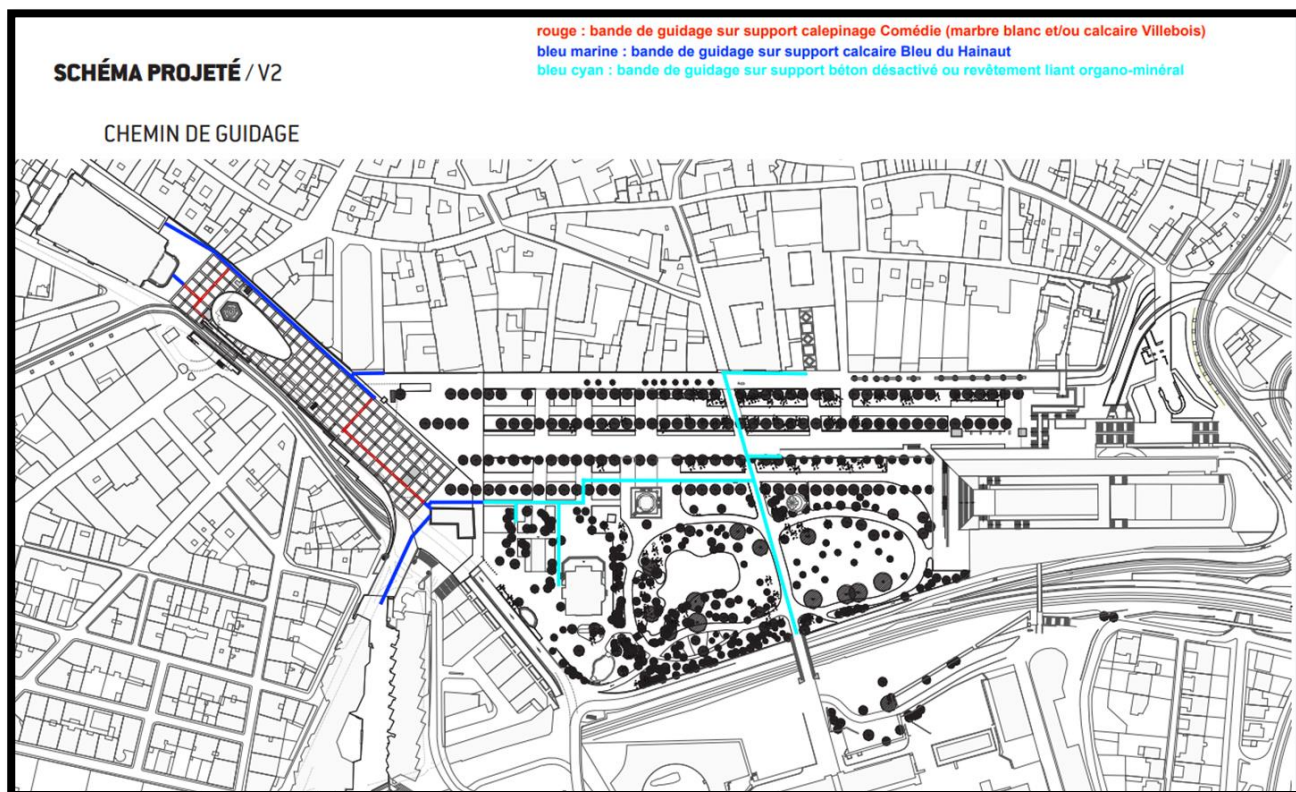 rouge : bande de guidage sur support calepinage Comédie (marbre blanc et/ou calcaire Villebois)
bleu marine : bande de guidage sur support calcaire Bleu du Hainaut
bleu cyan : bande de guidage sur support béton désactivé ou revêtement liant organo-minéral
SCHÉMA PROJETÉ / V2
CHEMIN DE GUIDAGE